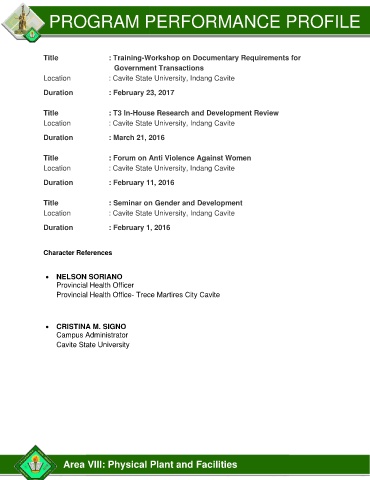 PROGRAM PERFORMANCE PROFILE
Title : Training-Workshop on Documentary Requirements for
Government Transactions
Location : Cavite State University, Indang Cavite
Duration : February 23, 2017
Title : T3 In-House Research and Development Review
Location : Cavite State University, Indang Cavite
Duration : March 21, 2016
Title : Forum on Anti Violence Against Women
Location : Cavite State University, Indang Cavite
Duration : February 11, 2016
Title : Seminar on Gender and Development
Location : Cavite State University, Indang Cavite
Duration : February 1, 2016
Character References
• NELSON SORIANO
Provincial Health Officer
Provincial Health Office- Trece Martires City Cavite
• CRISTINA M. SIGNO
Campus Administrator
Cavite State University
Area VIII: Physical Plant and Facilities